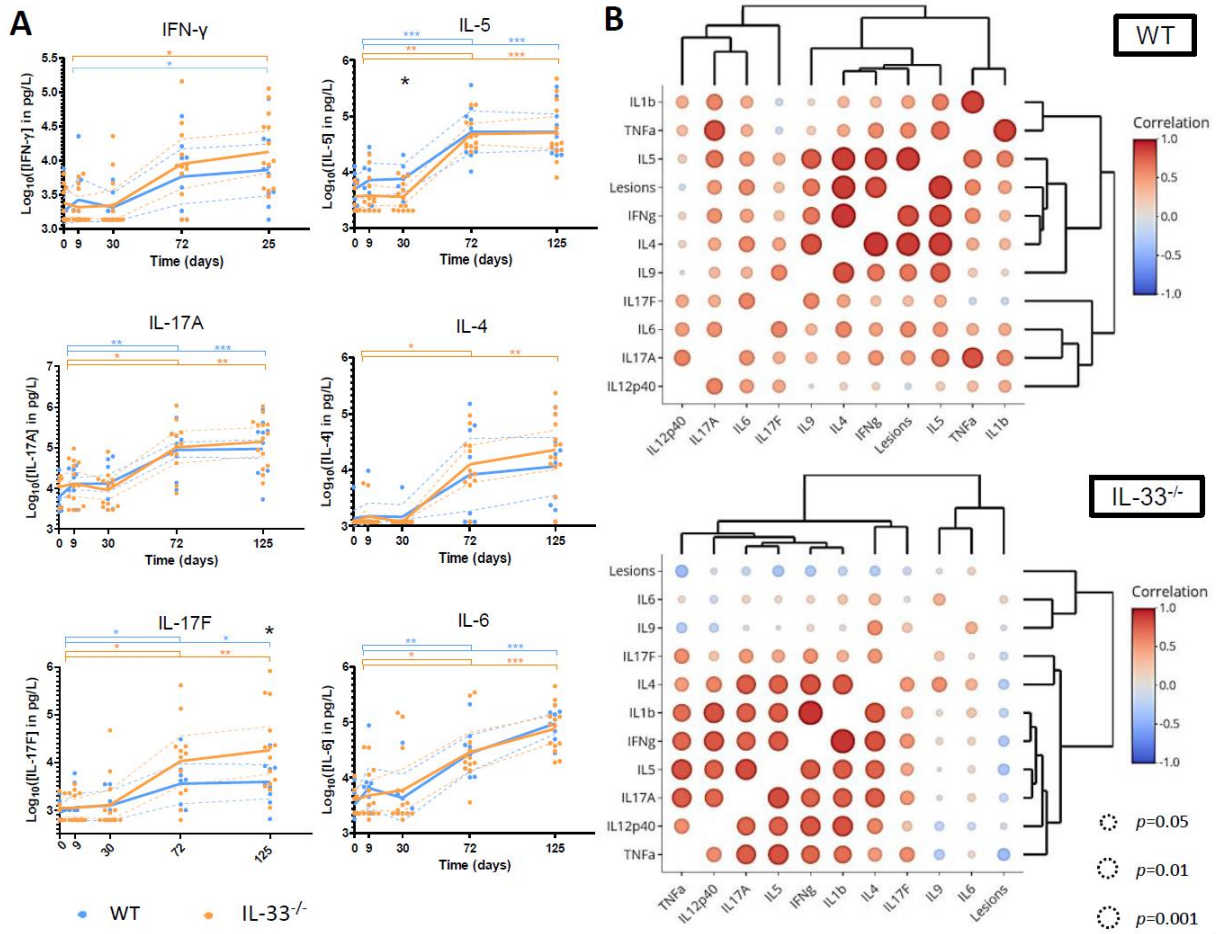 A
IFN-γ
Log10([IFN-γ] in pg/L)
5.5
5.0
4.5
4.0
3.5
3.0
*
*
0 9 30 72 25
Time (days)
IL-5
Log10([IL-5] in pg/L)
6
5
4
3
*** ***
** ***
*
0 9 30 72 125
Time (days)
IL-17A
Log10([IL-17A] in pg/L)
7
6
5
4
3
** ***
* **
0 9 30 72 125
Time (days)
IL-4
Log10([IL-4] in pg/L)
6
5
4
3
* **
0 9 30 72 125
Time (days)
IL-17F
Log10([IL-17F] in pg/L)
6
5
4
3
*
* *
* **
0 9 30 72 125
IL-6
Log10([IL-6] in pg/L)
6
5
4
3
** ***
* ***
0 9 30 72 125
Time (days)
WT
IL-33-/-
B
WT
IL1b
TNFa
IL5
Lesions
IFNg
IL4
IL9
IL17F
IL6
IL17A
IL12p40
IL12p40 IL17A IL6 IL17F IL9 IL4 IFNg Lesions IL5 TNFa IL1b
Correlation
1.0
0.5
0.0
-0.5
-1.0
IL-33-/-
Lesions
IL6
IL9
IL17F
IL4
IL1b
IFNg
IL5
IL17A
IL12p40
TNFa
TNFa IL12p40 IL17A IL5 IFNg IL1b IL4 IL17F IL9 IL6 Lesions
Correlation
1.0
0.5
0.0
-0.5
-1.0
p=0.05
p=0.01
p=0.001